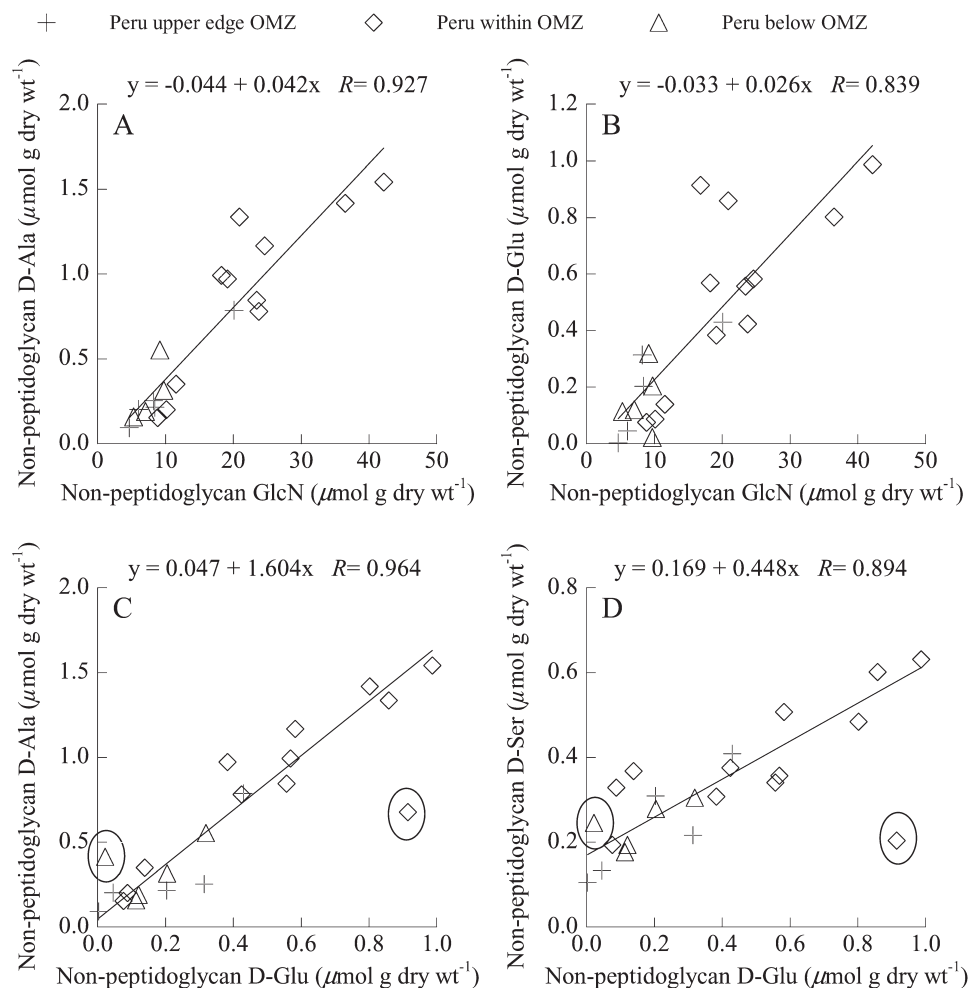 Peru upper edge OMZ Peru within OMZ Peru below OMZ
y = -0.044 + 0.042x R= 0.927
A
Non-peptidoglycan D-Ala (μmol g dry wt-1)
2.0
1.5
1.0
0.5
0.0
0 10 20 30 40 50
Non-peptidoglycan GlcN (μmol g dry wt-1)
y = -0.033 + 0.026x R= 0.839
B
Non-peptidoglycan D-Glu (μmol g dry wt-1)
1.2
1.0
0.8
0.6
0.4
0.2
0.0
0 10 20 30 40 50
Non-peptidoglycan GlcN (μmol g dry wt-1)
y = 0.047 + 1.604x R= 0.964
C
Non-peptidoglycan D-Ala (μmol g dry wt-1)
2.0
1.5
1.0
0.5
0.0
0.0 0.2 0.4 0.6 0.8 1.0
Non-peptidoglycan D-Glu (μmol g dry wt-1)
y = 0.169 + 0.448x R= 0.894
D
Non-peptidoglycan D-Ser (μmol g dry wt-1)
0.8
0.6
0.4
0.2
0.0
0.0 0.2 0.4 0.6 0.8 1.0
Non-peptidoglycan D-Glu (μmol g dry wt-1)